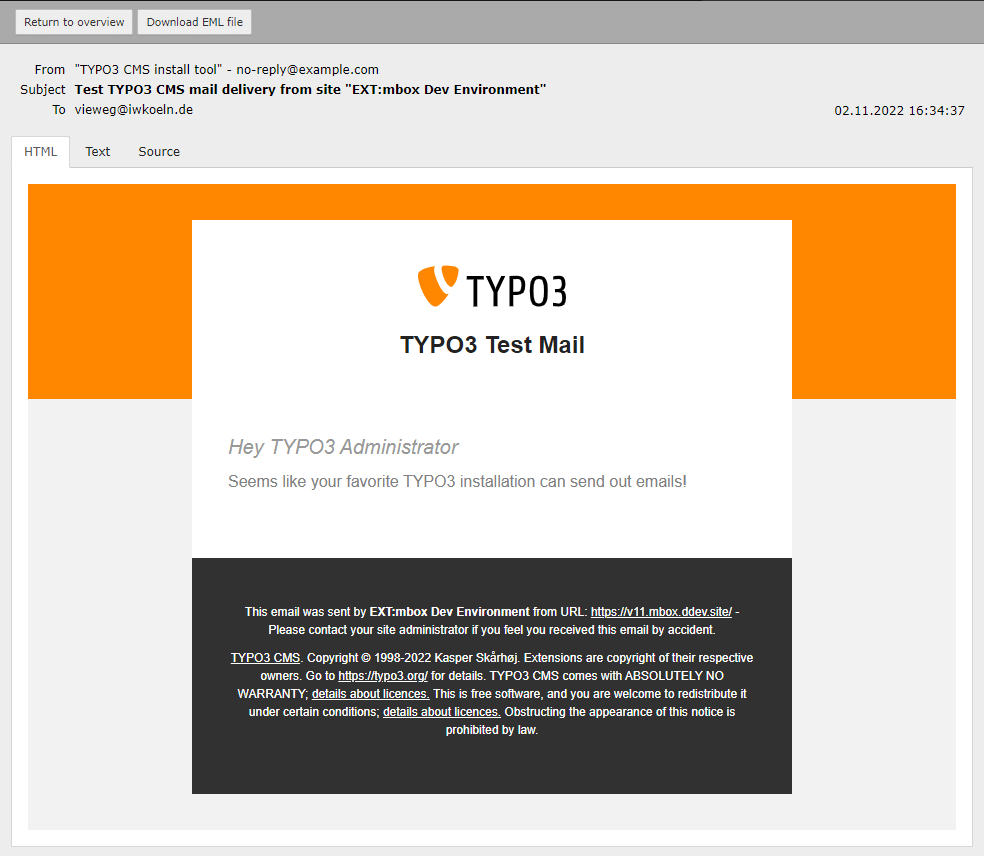 Return to overview Download EML file
From "TYPO3 CMS install tool" - no-reply@example.com
Subject Test TYPO3 CMS mail delivery from site "EXT:mbox Dev Environment"
To vieweg@iwkoeln.de 02.11.2022 16:34:37
HTML Text Source
TYPO3
TYPO3 Test Mail
Hey TYPO3 Administrator
Seems like your favorite TYPO3 installation can send out emails!
This email was sent by EXT:mbox Dev Environment from URL: https://v11.mbox.ddev.site/ -
Please contact your site administrator if you feel you received this email by accident.
TYPO3 CMS. Copyright © 1998-2022 Kasper Skårhøj. Extensions are copyright of their respective
owners. Go to https://typo3.org/ for details. TYPO3 CMS comes with ABSOLUTELY NO
WARRANTY; details about licences. This is free software, and you are welcome to redistribute it
under certain conditions; details about licences. Obstructing the appearance of this notice is
prohibited by law.